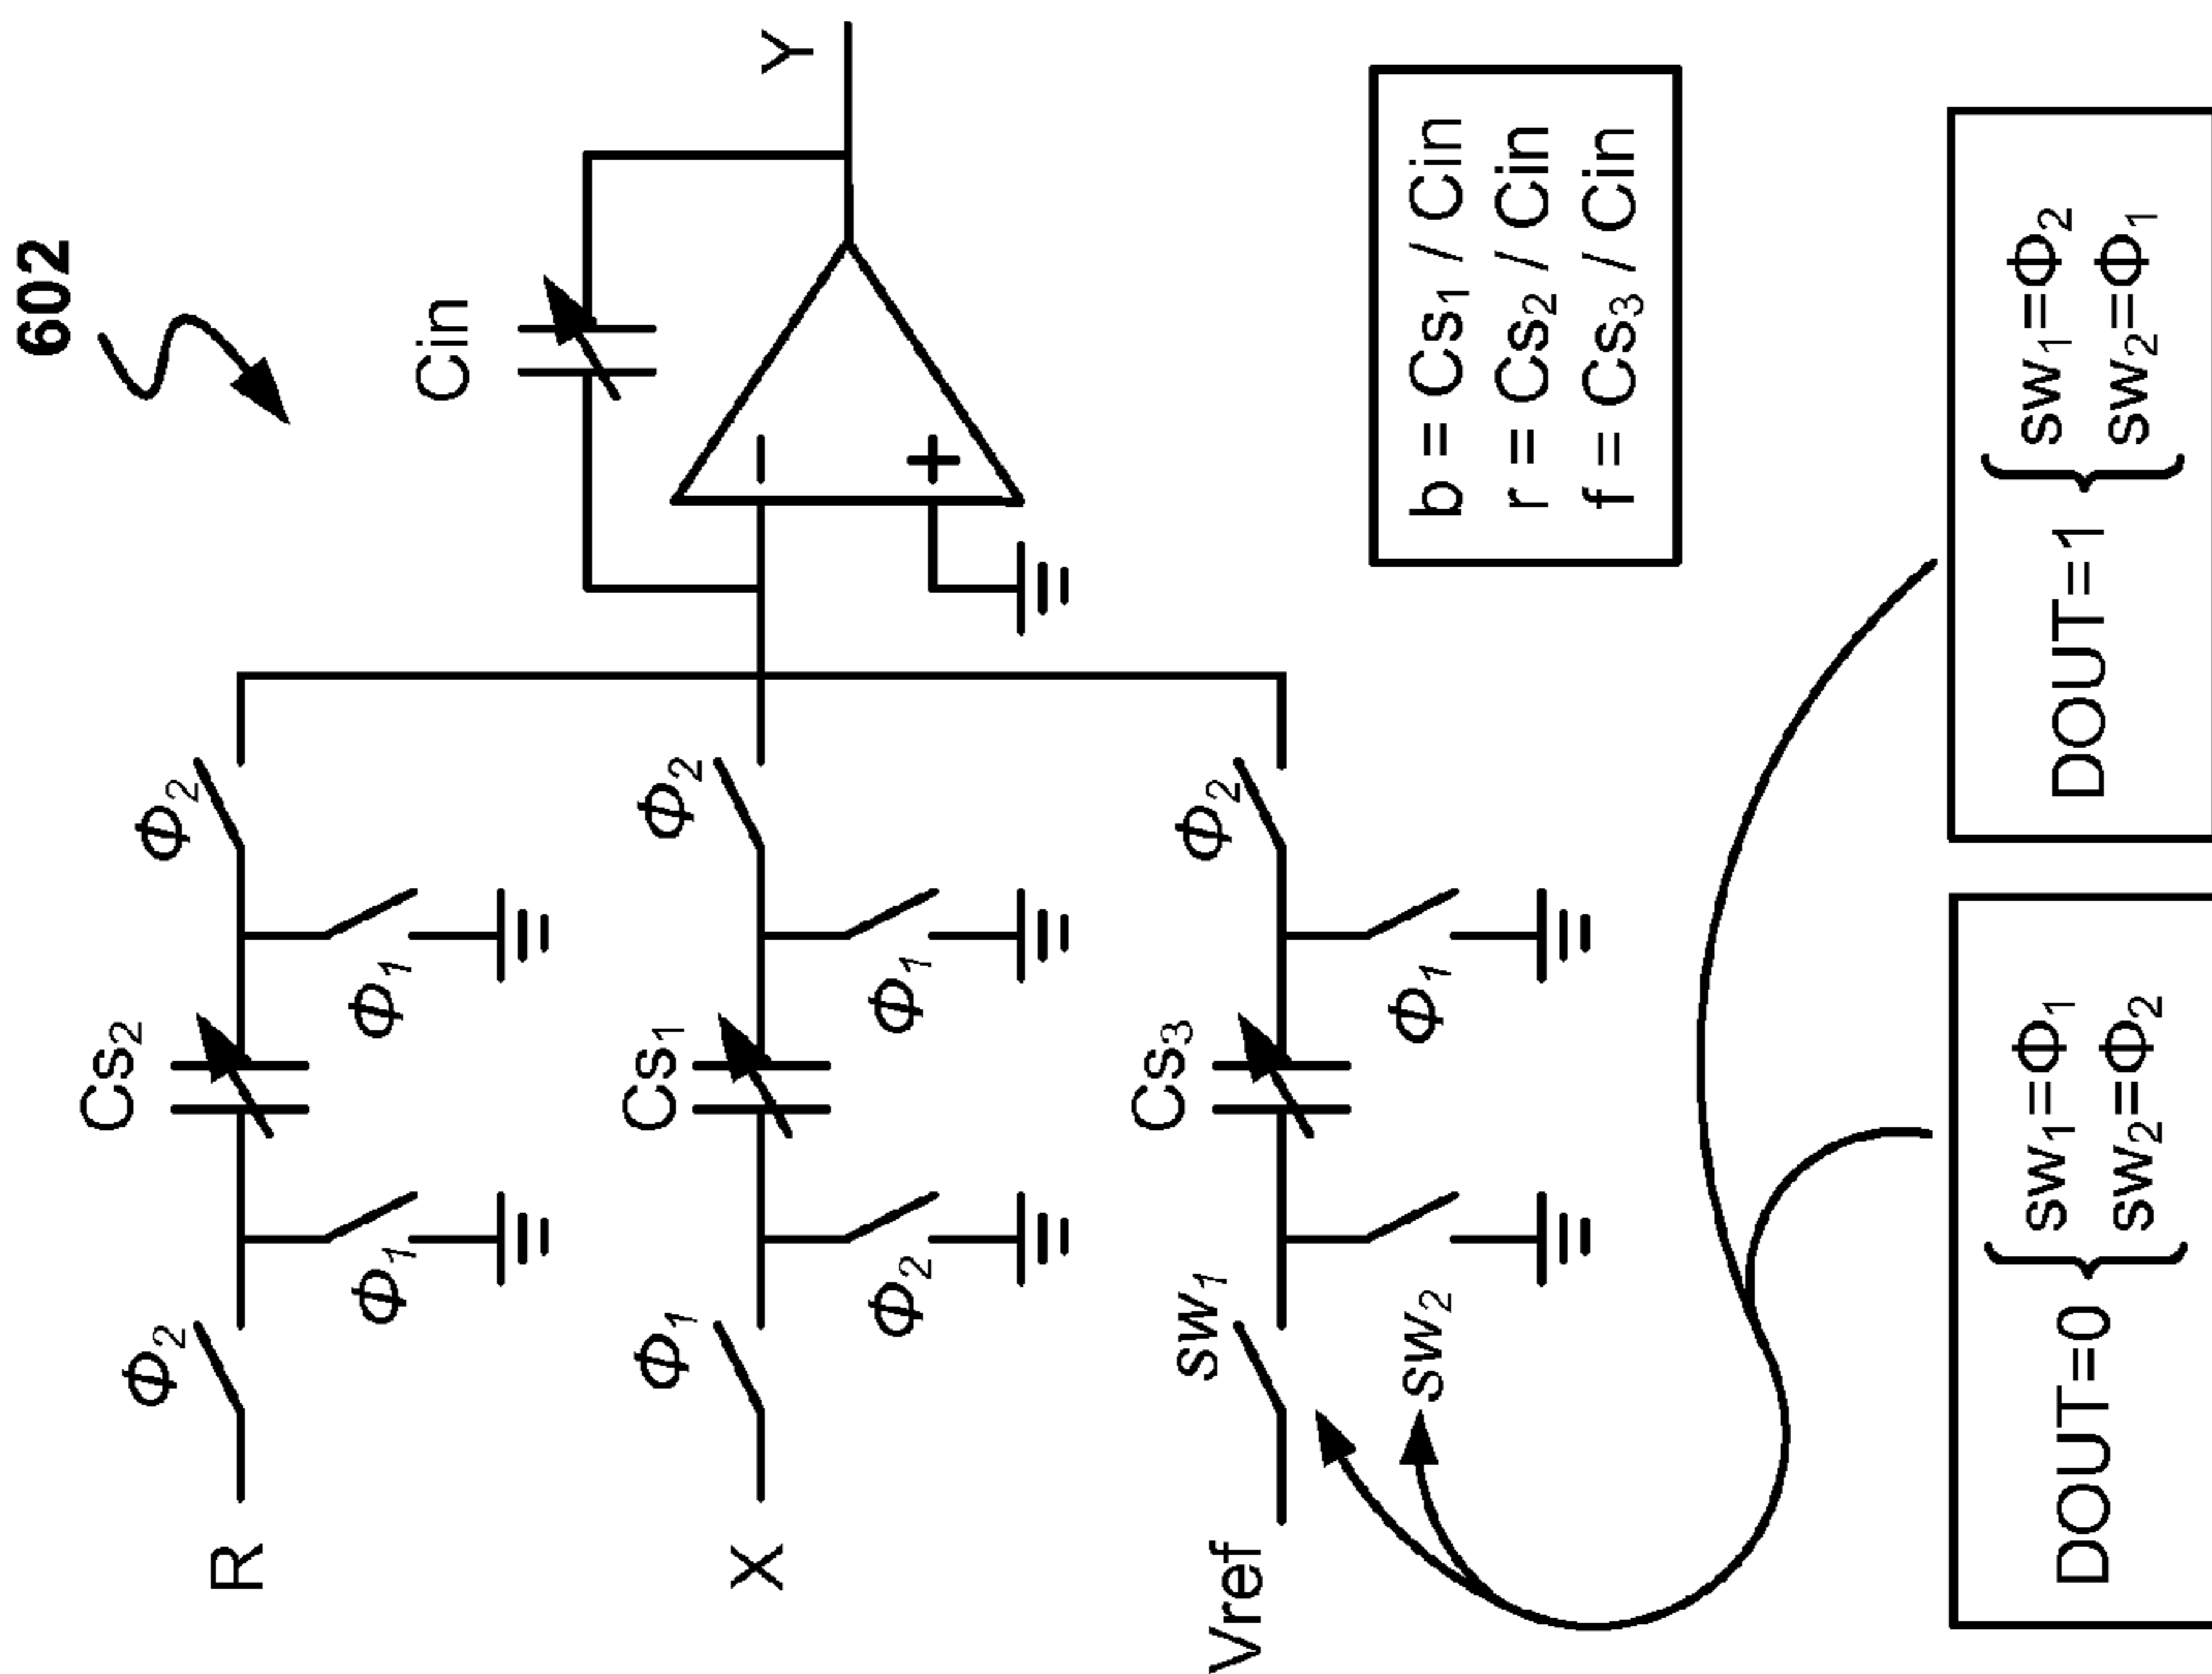 602
Cin
Y
Cs₂
Φ₂
Φ₂
R
Φ₁
Φ₁
Cs₁
Φ₁
Φ₂
X
Φ₂
Φ₁
Cs₃
sw₁
Φ₂
Vref
sw₂
Φ₁
b = Cs₁ / Cin
r = Cs₂ / Cin
f = Cs₃ / Cin
DOUT=0 { sw₁=Φ₁
sw₂=Φ₂
DOUT=1 { sw₁=Φ₂
sw₂=Φ₁
−
+